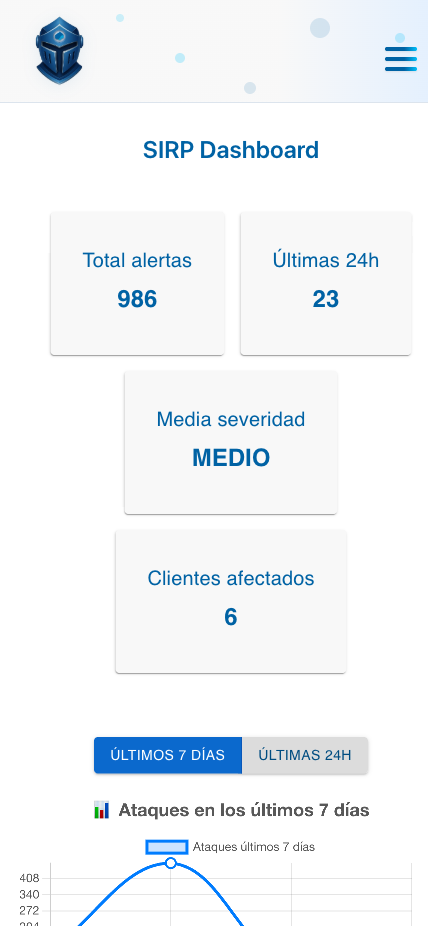 SIRP Dashboard
Total alertas
986
Últimas 24h
23
Media severidad
MEDIO
Clientes afectados
6
ÚLTIMOS 7 DÍAS
ÚLTIMAS 24H
Ataques en los últimos 7 días
Ataques últimos 7 días
408
340
272